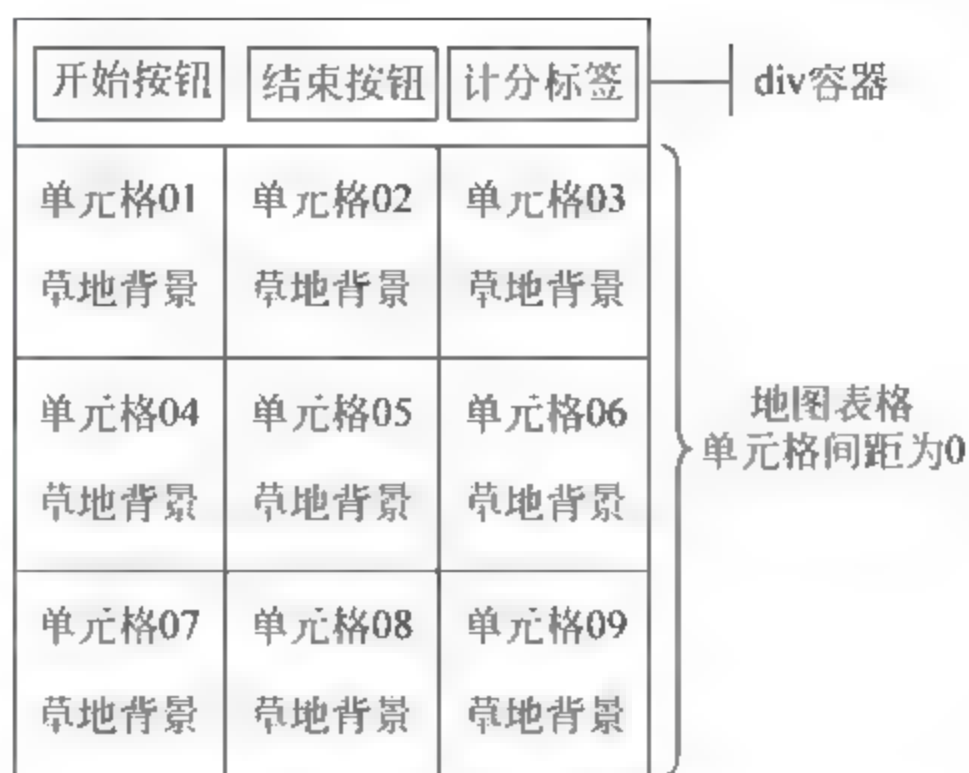 开始按钮 结束按钮 计分标签 div容器
单元格01 单元格02 单元格03
草地背景 草地背景 草地背景
单元格04 单元格05 单元格06
地图表格
单元格间距为0
草地背景 草地背景 草地背景
单元格07 单元格08 单元格09
草地背景 草地背景 草地背景